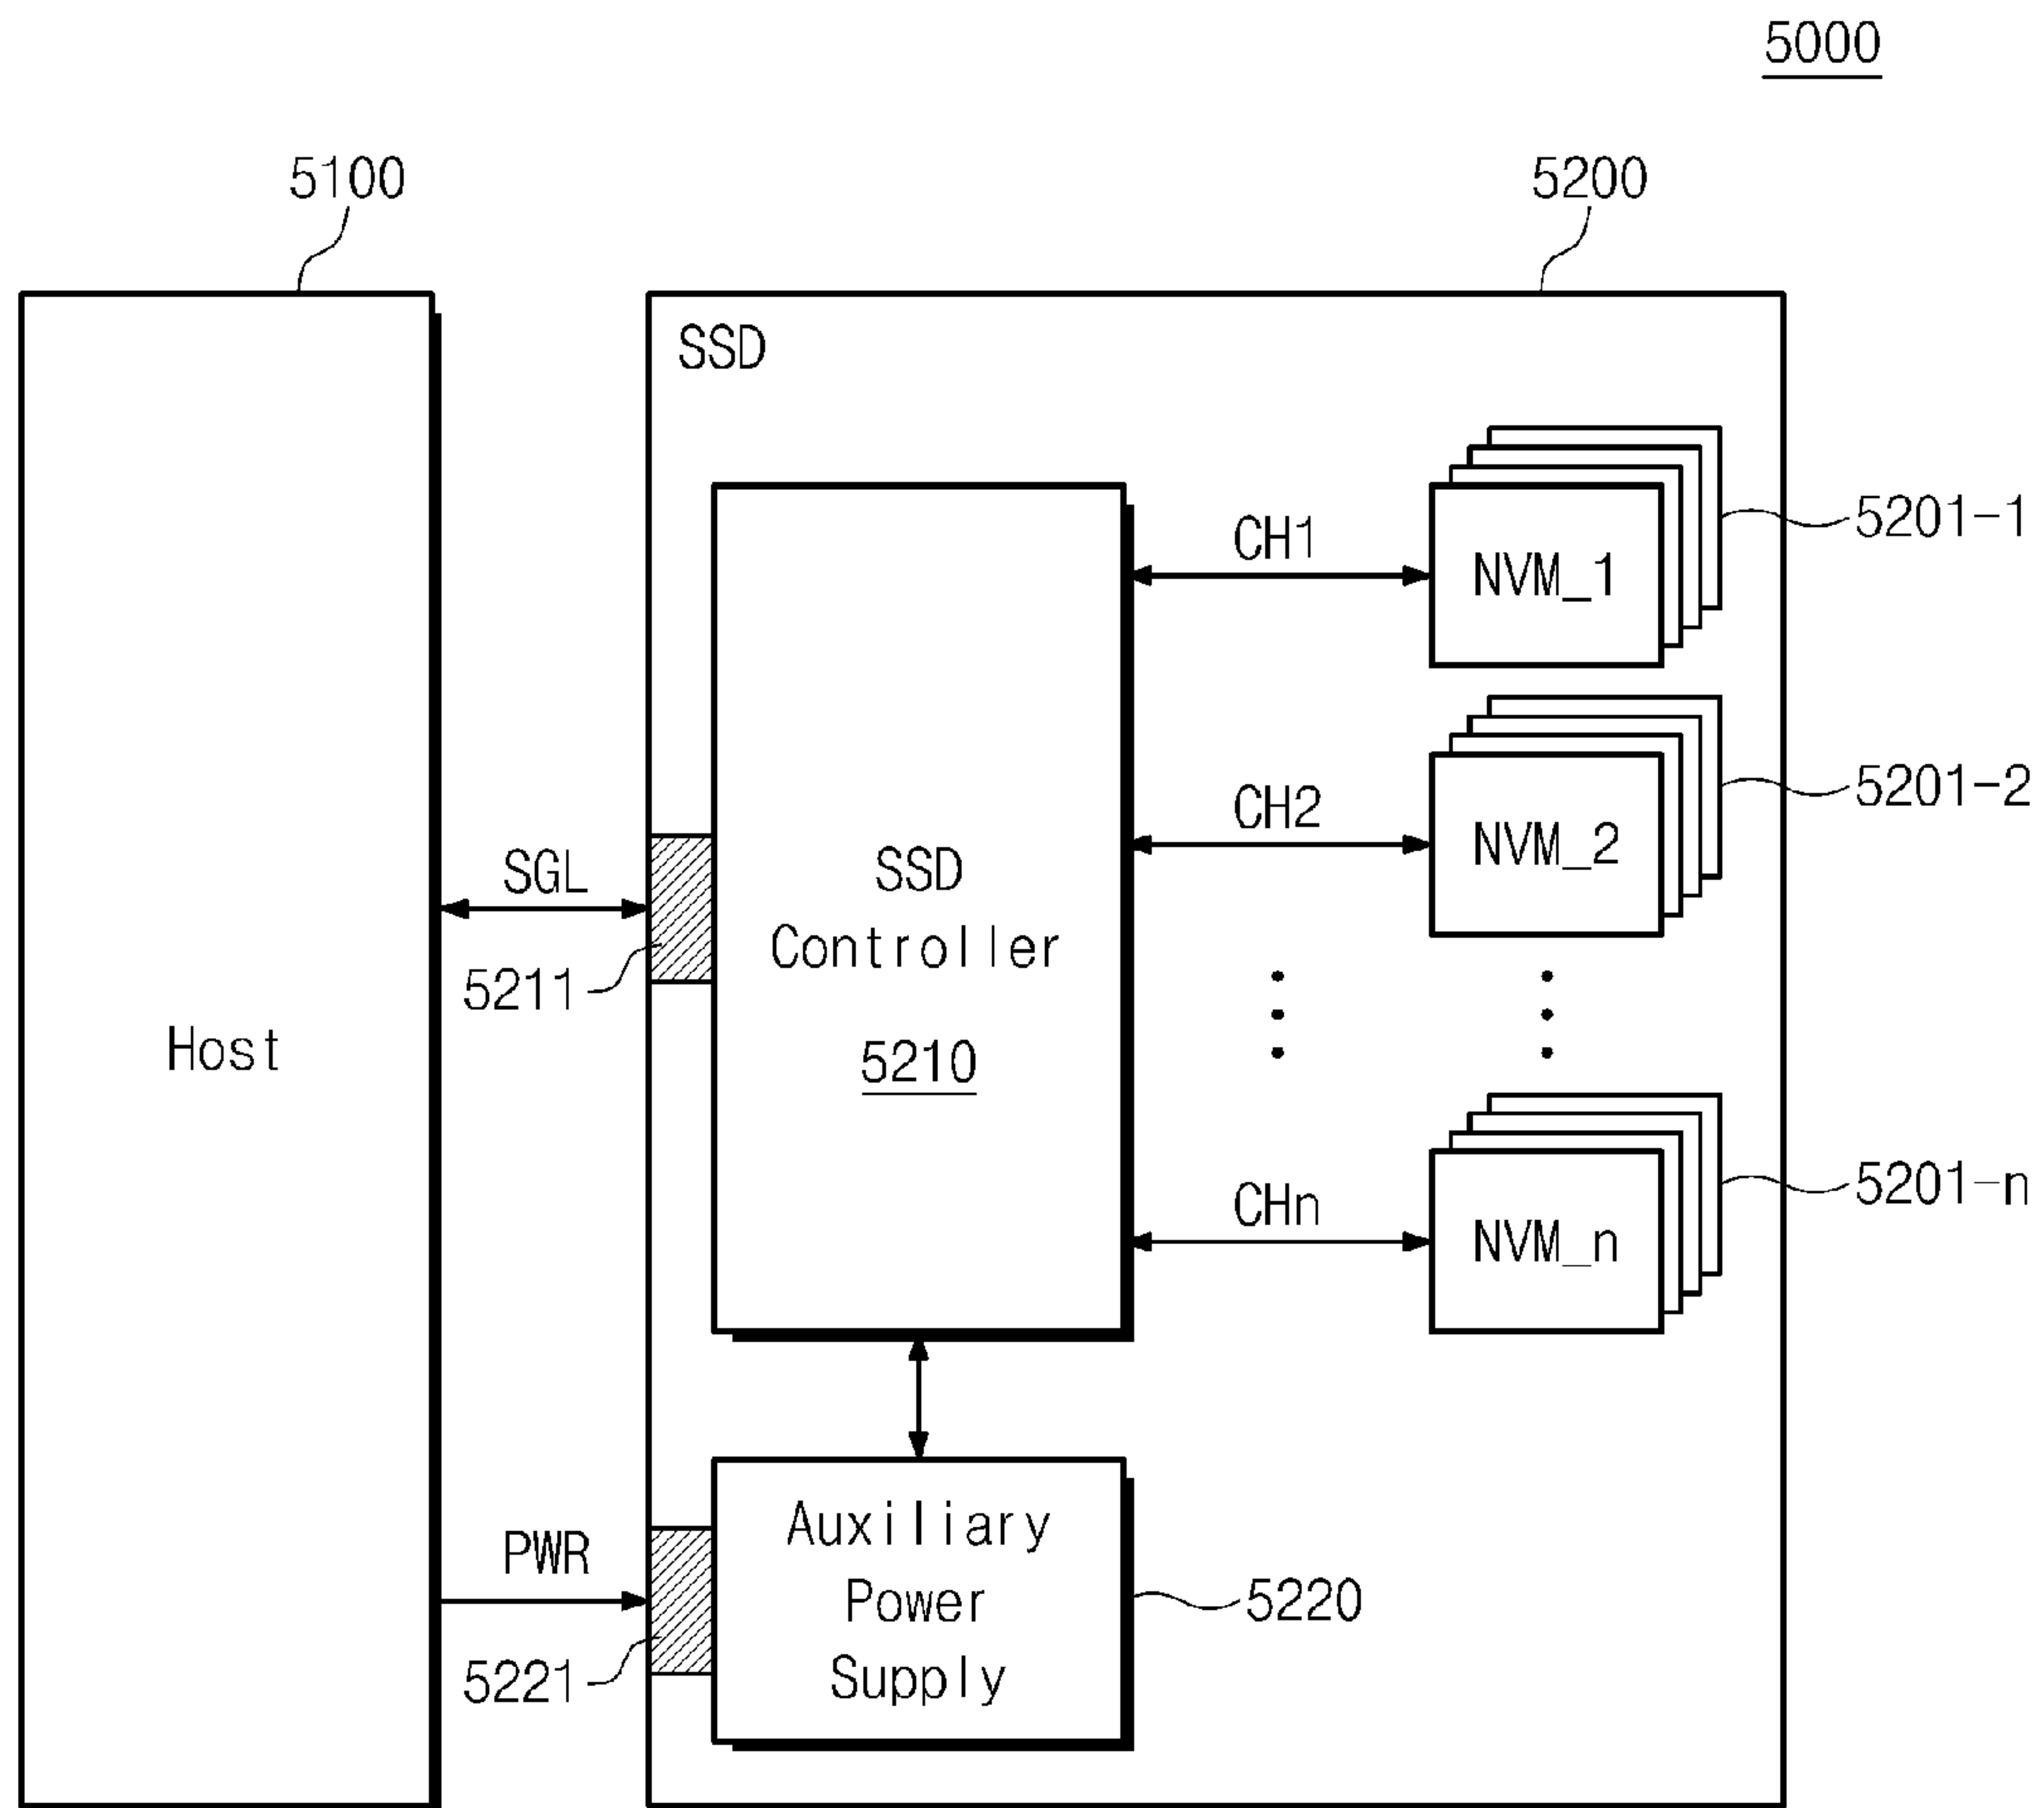 5000
5100
5200
SSD
5201-1
CH1
NVM_1
5201-2
CH2
NVM_2
SGL
SSD
Controller
5210
5211
Host
5201-n
CHn
NVM_n
PWR
Auxiliary
Power
Supply
5220
5221